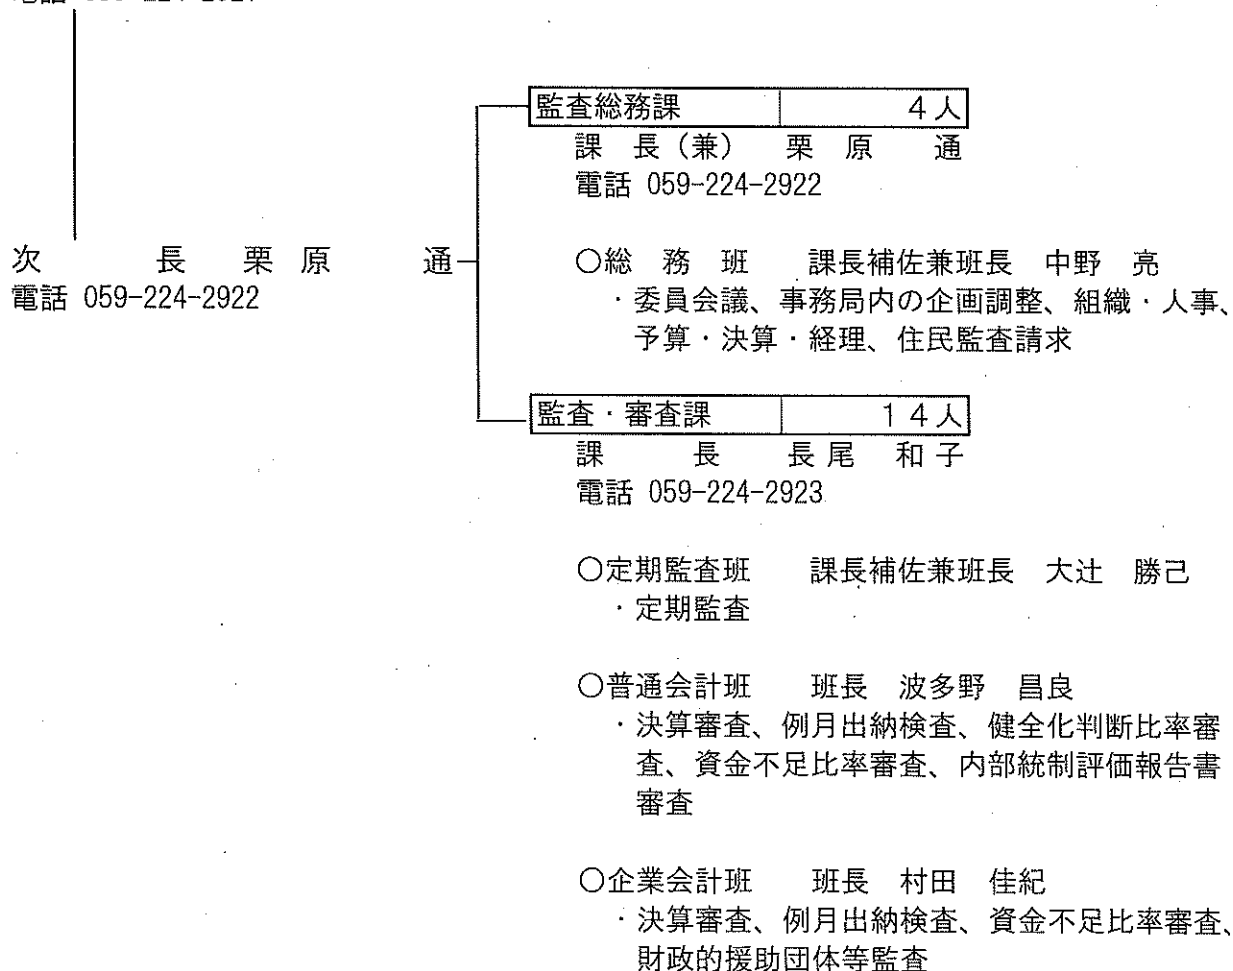 監査総務課 4人
課 長(兼) 栗 原 通
電話 059-224-2922
次 長 栗 原 通
電話 059-224-2922
○総 務 班 課長補佐兼班長 中野 亮
・委員会議、事務局内の企画調整、組織・人事、
予算・決算・経理、住民監査請求
監査・審査課 14人
課 長 長尾 和子
電話 059-224-2923
○定期監査班 課長補佐兼班長 大辻 勝己
・定期監査
○普通会計班 班長 波多野 昌良
・決算審査、例月出納検査、健全化判断比率審
査、資金不足比率審査、内部統制評価報告書
審査
○企業会計班 班長 村田 佳紀
・決算審査、例月出納検査、資金不足比率審査、
財政的援助団体等監査